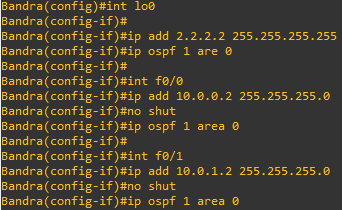 Bandra(config)#int lo0
Bandra(config-if)#
Bandra(config-if)#ip add 2.2.2.2 255.255.255.255
Bandra(config-if)#ip ospf 1 are 0
Bandra(config-if)#
Bandra(config-if)#int f0/0
Bandra(config-if)#ip add 10.0.0.2 255.255.255.0
Bandra(config-if)#no shut
Bandra(config-if)#ip ospf 1 area 0
Bandra(config-if)#
Bandra(config-if)#int f0/1
Bandra(config-if)#ip add 10.0.1.2 255.255.255.0
Bandra(config-if)#no shut
Bandra(config-if)#ip ospf 1 area 0